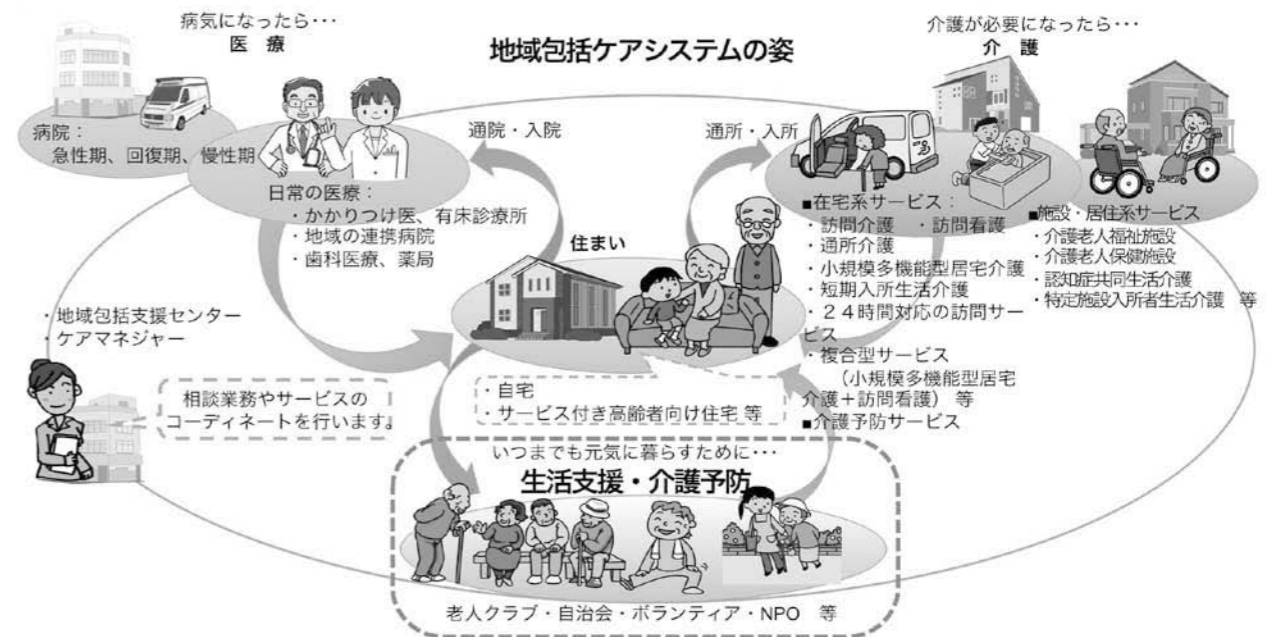 地域包括ケアシステムの姿
病気になったら･･･
医 療
病院：
急性期、回復期、慢性期
日常の医療：
・かかりつけ医、有床診療所
・地域の連携病院
・歯科医療、薬局
通院・入院
通所・入所
介護が必要になったら･･･
介 護
■在宅系サービス：
・訪問介護 ・訪問看護
・通所介護
・小規模多機能型居宅介護
・短期入所生活介護
・２４時間対応の訪問サー
ビス
・複合型サービス
（小規模多機能型居宅
介護＋訪問看護）等
■介護予防サービス
■施設・居住系サービス
・介護老人福祉施設
・介護老人保健施設
・認知症共同生活介護
・特定施設入所者生活介護 等
住まい
・自宅
・サービス付き高齢者向け住宅 等
・地域包括支援センター
・ケアマネジャー
相談業務やサービスの
コーディネートを行います。
いつまでも元気に暮らすために･･･
生活支援・介護予防
老人クラブ・自治会・ボランティア・NPO 等